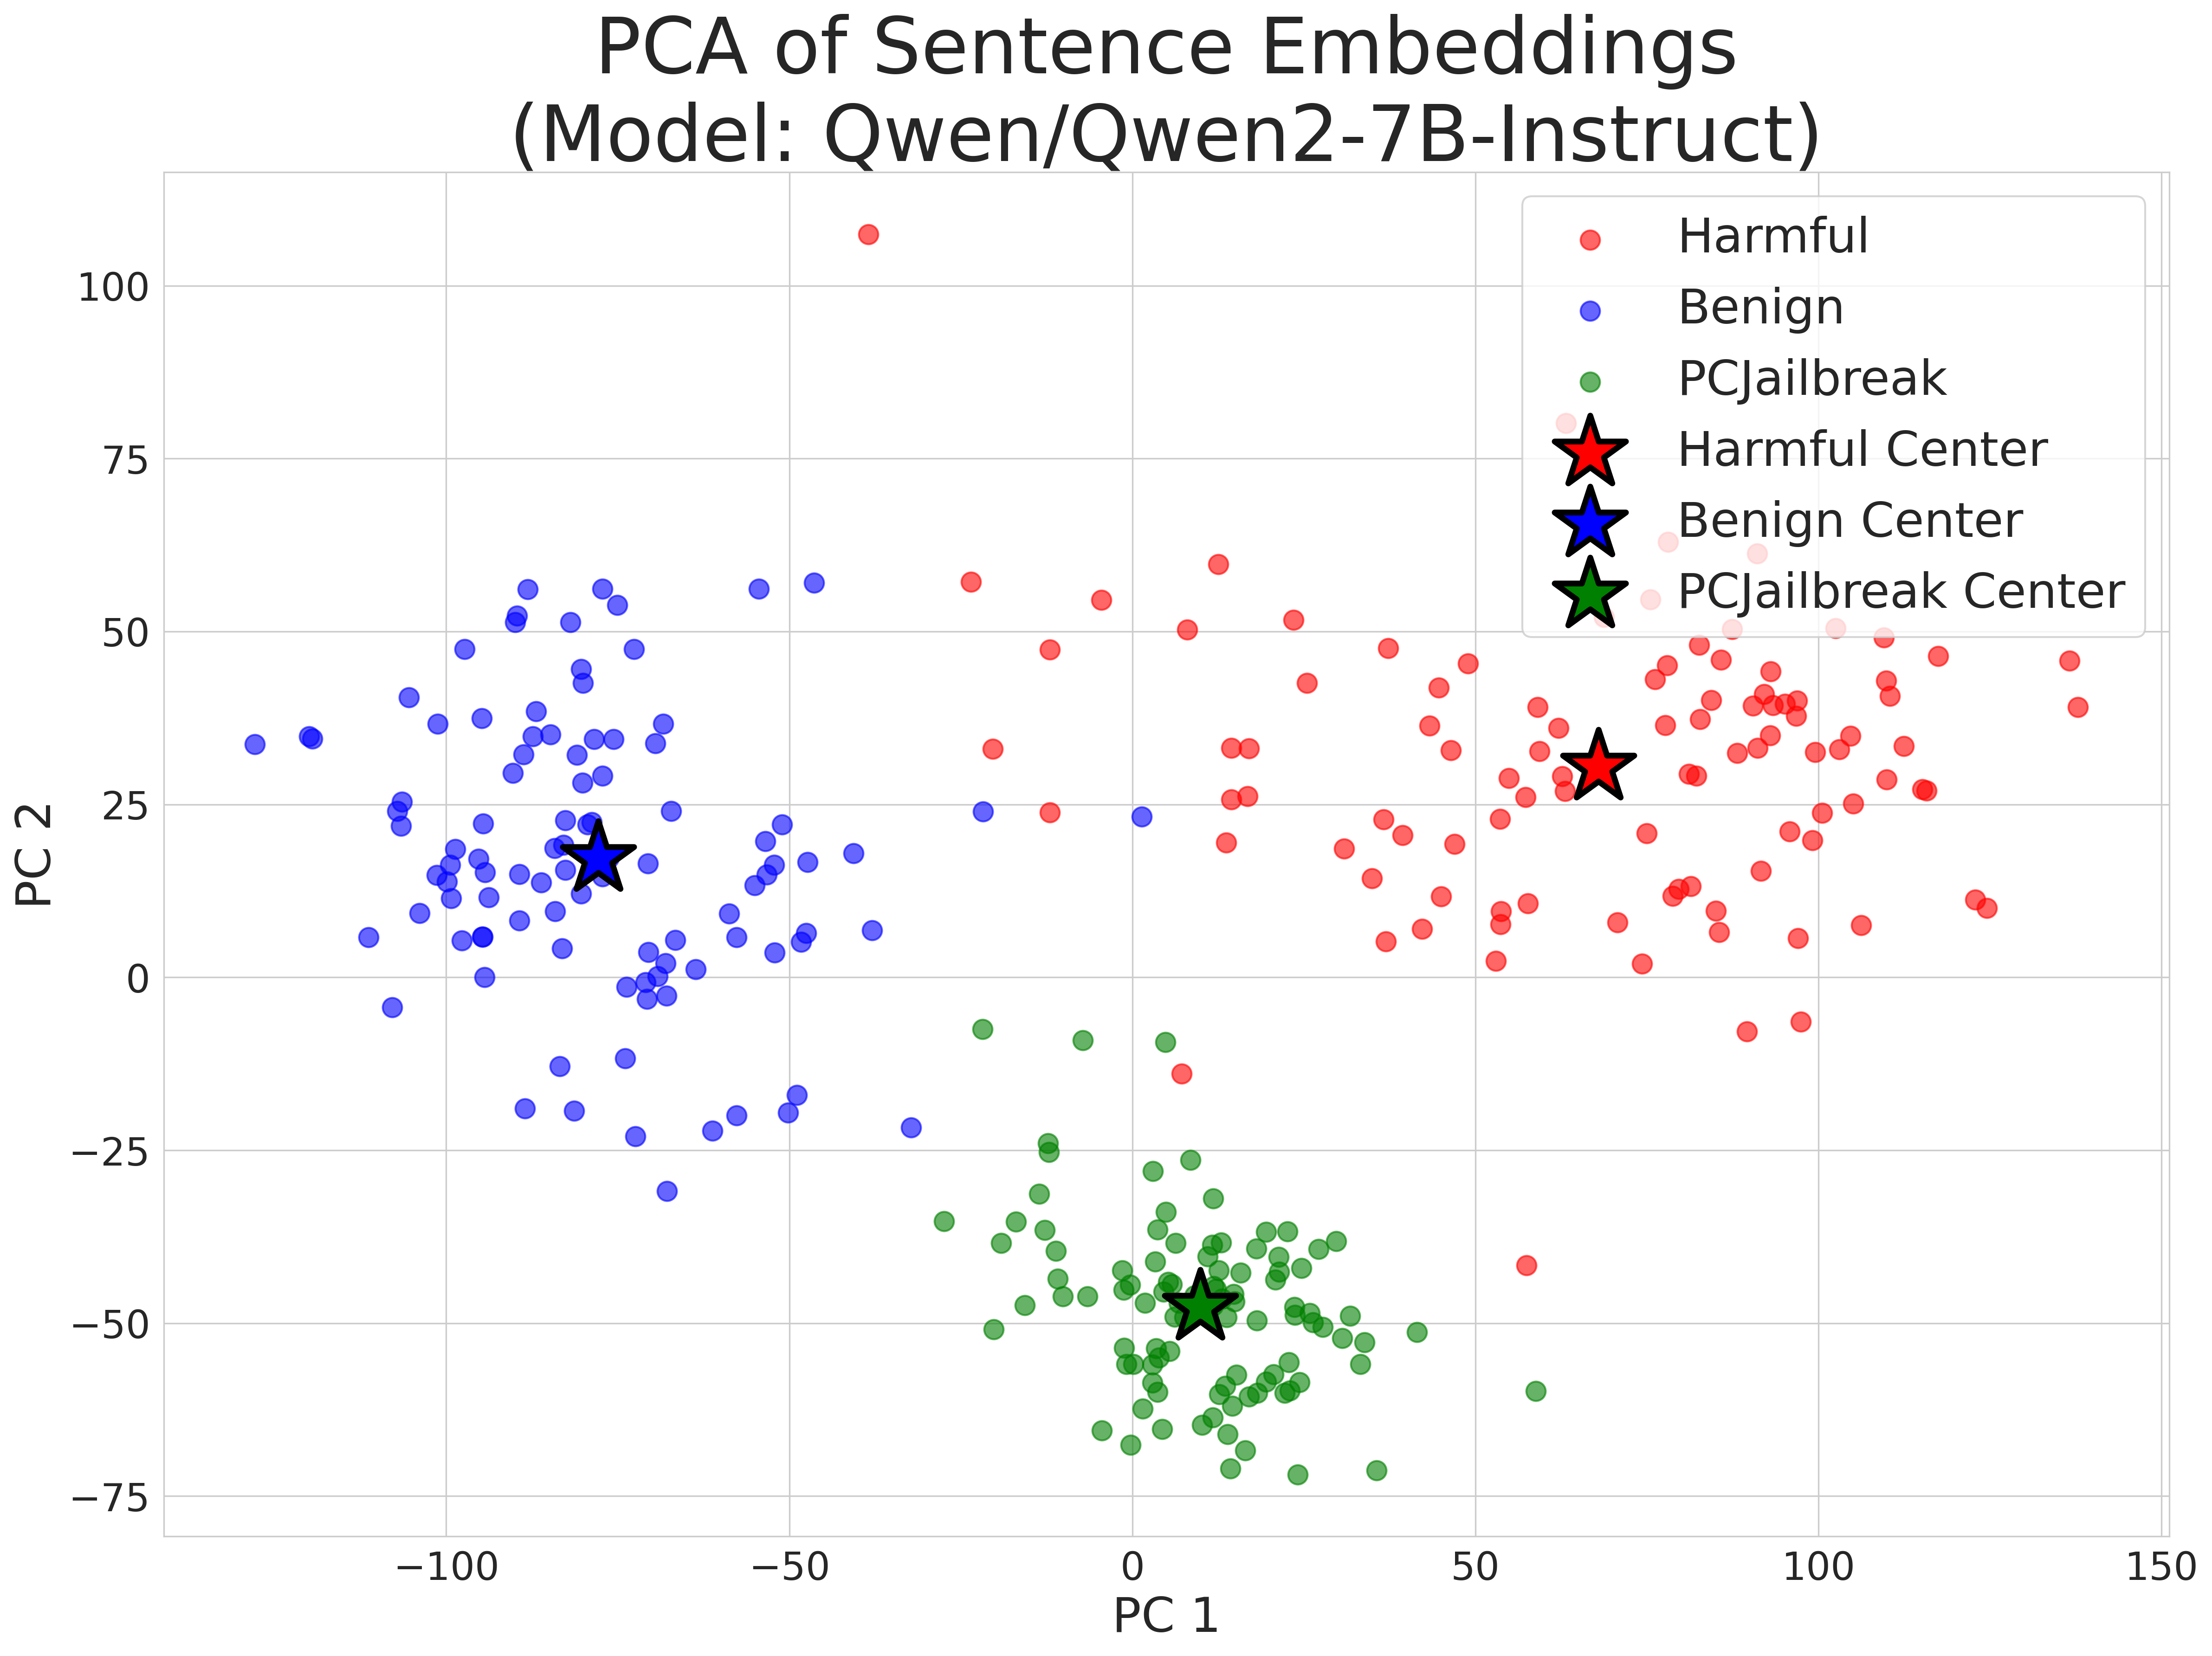 PCA of Sentence Embeddings
(Model: Qwen/Qwen2-7B-Instruct)
Harmful
Benign
PCJailbreak
Harmful Center
Benign Center
PCJailbreak Center
PC 2
100
75
50
25
0
−25
−50
−75
−100
−50
0
50
100
150
PC 1